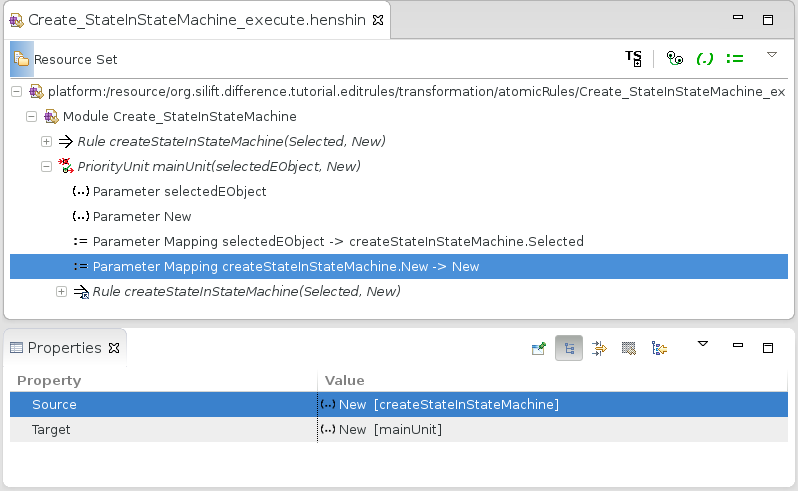 Create_StateInStateMachine_execute.henshin
Resource Set
platform:/resource/org.silift.difference.tutorial.editrules/transformation/atomicRules/Create_StateInStateMachine_ex
Module Create_StateInStateMachine
Rule createStateInStateMachine(Selected, New)
PriorityUnit mainUnit(selectedEObject, New)
(..) Parameter selectedEObject
(..) Parameter New
:= Parameter Mapping selectedEObject -> createStateInStateMachine.Selected
:= Parameter Mapping createStateInStateMachine.New -> New
Rule createStateInStateMachine(Selected, New)
Properties
Property Value
Source (..) New [createStateInStateMachine]
Target (..) New [mainUnit]